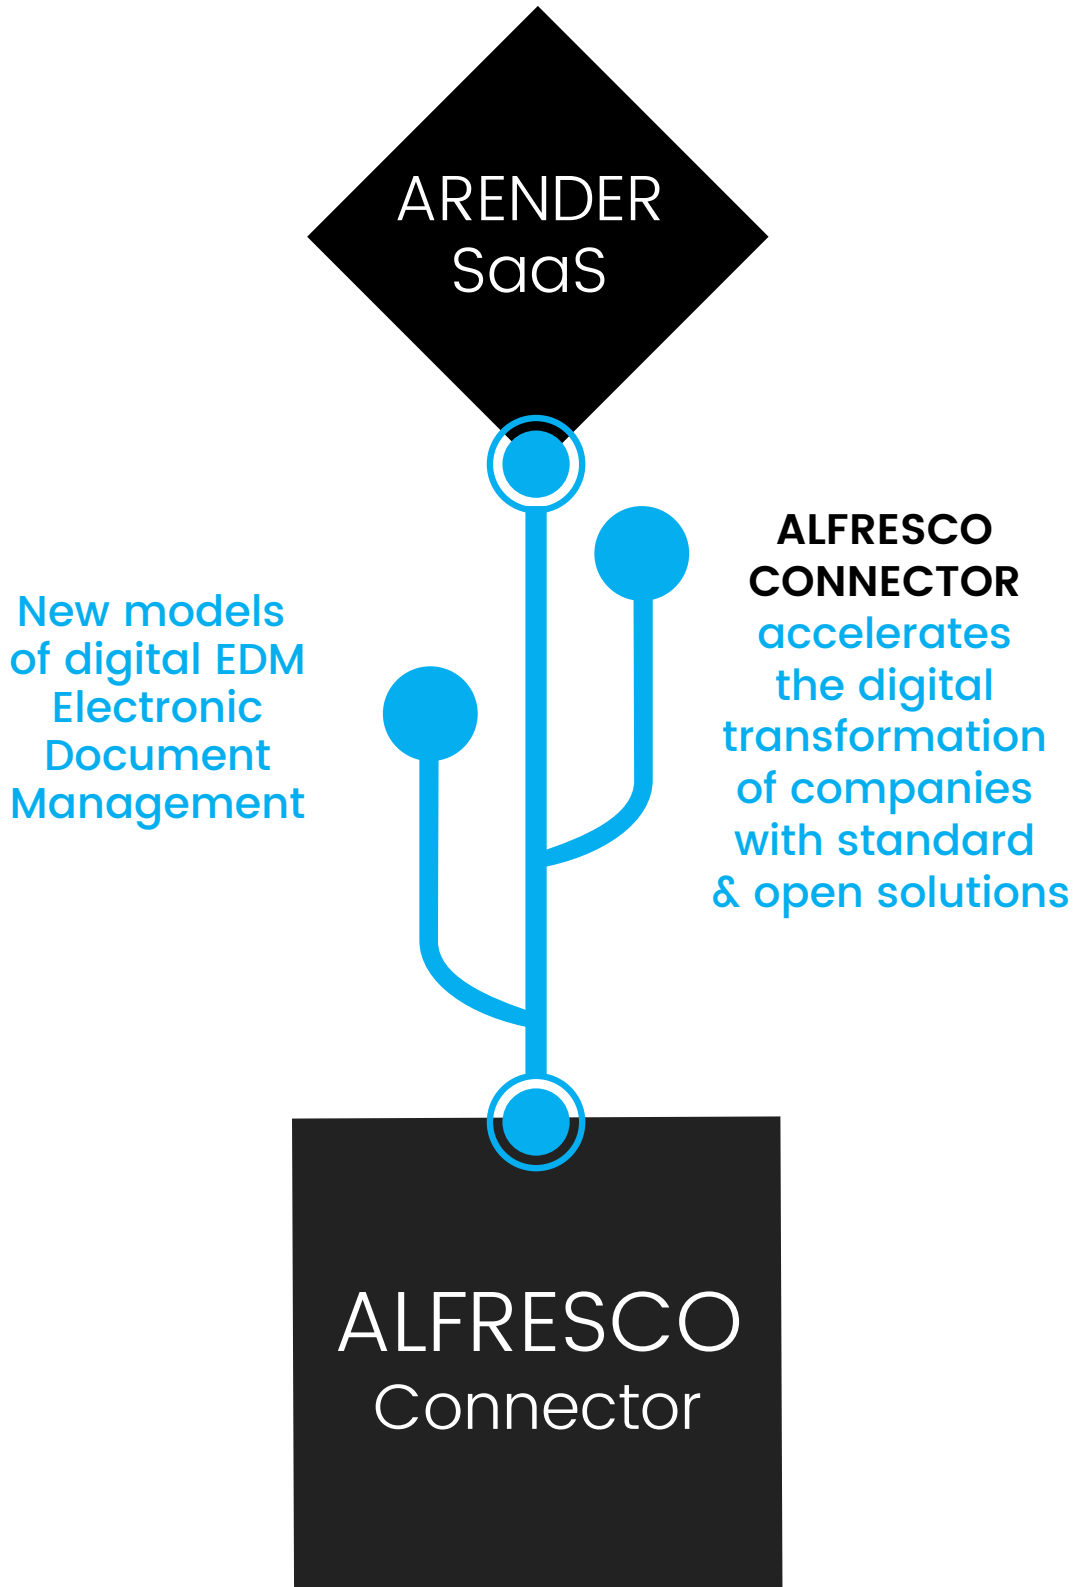 ARENDER
SaaS
New models
of digital EDM
Electronic
Document
Management
ALFRESCO
CONNECTOR
accelerates
the digital
transformation
of companies
with standard
& open solutions
ALFRESCO
Connector